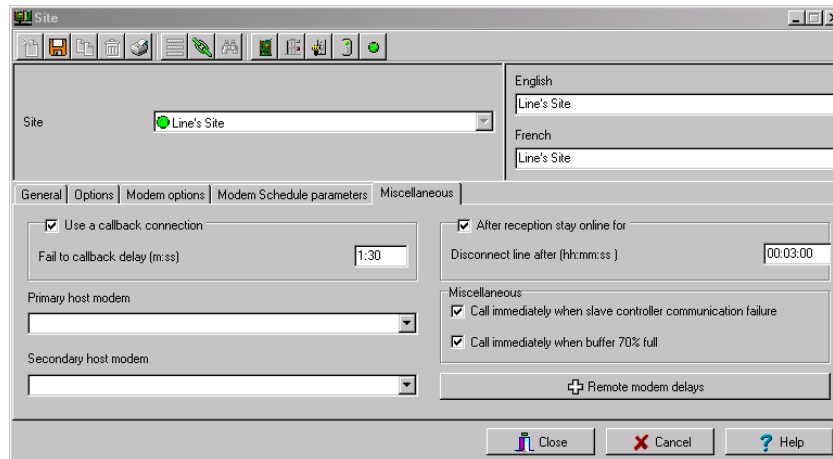 Site
English
Line's Site
Site
Line's Site
French
Line's Site
General
Options
Modem options
Modem Schedule parameters
Miscellaneous
Use a callback connection
Fail to callback delay (m:ss)
1:30
Primary host modem
Secondary host modem
After reception stay online for
Disconnect line after (hh:mm:ss )
00:03:00
Miscellaneous
Call immediately when slave controller communication failure
Call immediately when buffer 70% full
Remote modem delays
Close
Cancel
Help